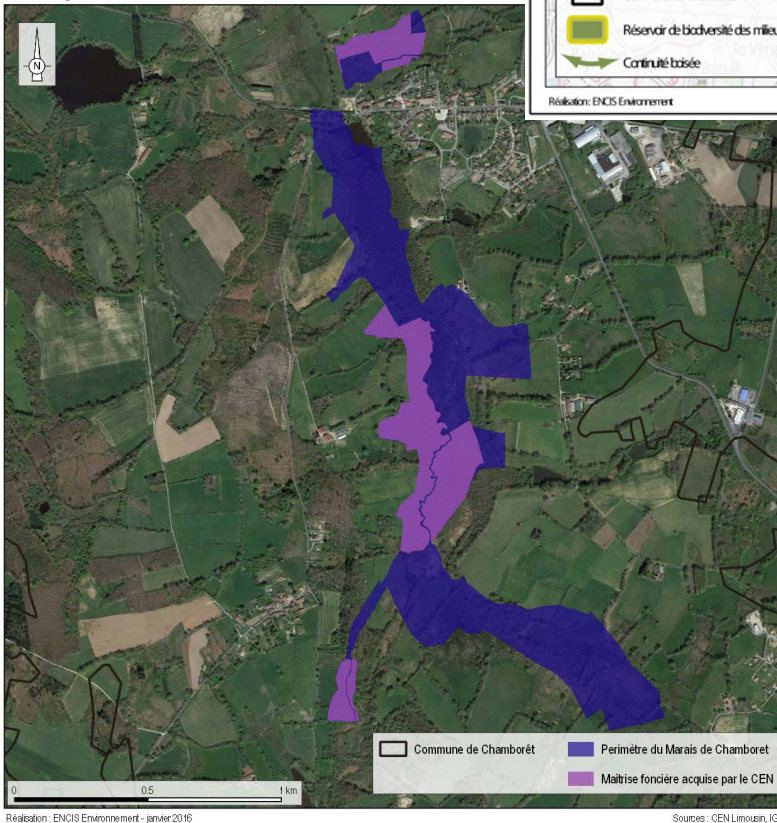 Réservoir de biodiversité des milieu
Continuité boisée
Réalisation : ENCIS Environnement
N
Commune de Chamborêt
Perimètre du Marais de Chamboret
Maitrise foncière acquise par le CEN
0 0.5 1 km
Réalisation : ENCIS Environnement - janvier 2016
Sources : CEN Limousin, IG